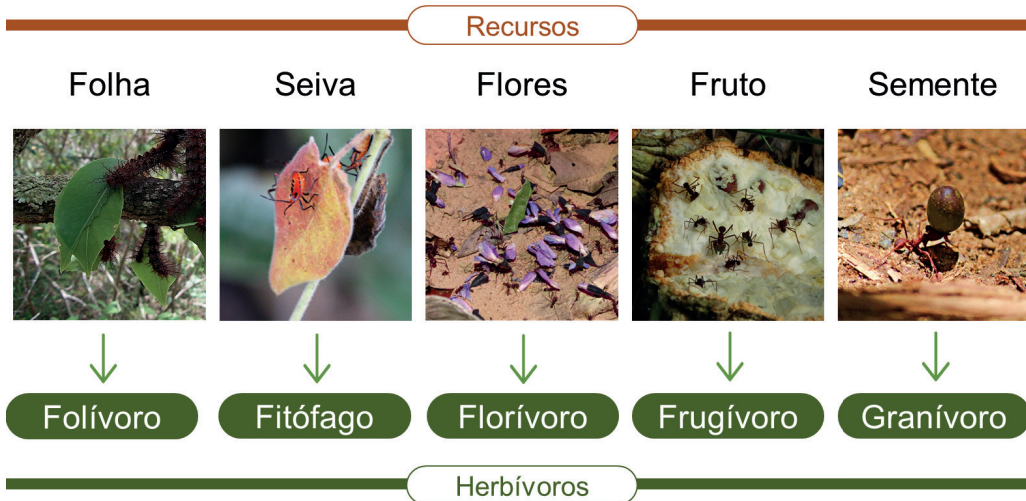 Recursos
Folha Seiva Flores Fruto Semente
Folívoro Fitófago Florívoro Frugívoro Granívoro
Herbívoros